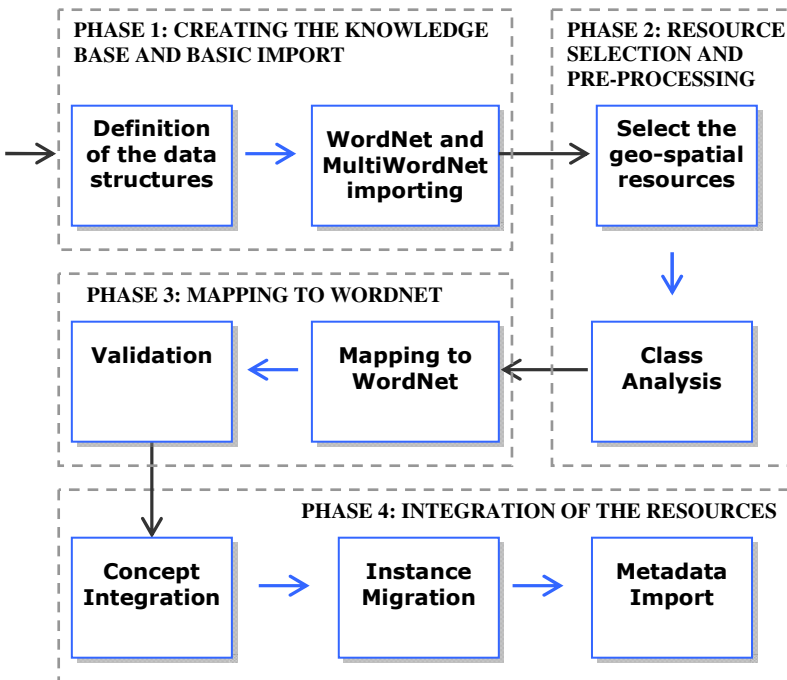 PHASE 1: CREATING THE KNOWLEDGE
BASE AND BASIC IMPORT
Definition
of the data
structures
WordNet and
MultiWordNet
importing
PHASE 2: RESOURCE
SELECTION AND
PRE-PROCESSING
Select the
geo-spatial
resources
Class
Analysis
PHASE 3: MAPPING TO WORDNET
Mapping to
WordNet
Validation
PHASE 4: INTEGRATION OF THE RESOURCES
Concept
Integration
Instance
Migration
Metadata
Import